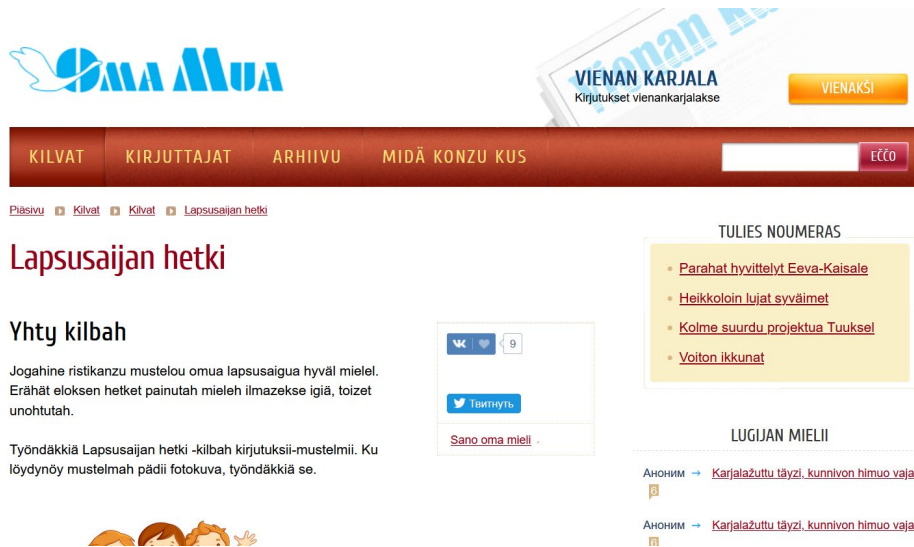 OMA MUA
Vienan
VIENAN KARJALA
Kirjutukset vienankarjalakse
VIENAKŠI
KILVAT KIRJUTTAJAT ARHIIVU MIDÄ KONZU KUS
EČČO
Piäsivu Kilvat Kilvat Lapsusaijan hetki
Lapsusaijan hetki
Yhty kilbah
Jogahine ristikanzu mustelou omua lapsusaigua hyväl mielel.
Erähät eloksen hetket painutah mieleh ilmazekse igiä, toizet
unohtutah.
Työndäkkiä Lapsusaijan hetki -kilbah kirjutuksii-mustelmii. Ku
löydynöy mustelmah pädii fotokuva, työndäkkiä se.
9
Твитнуть
Sano oma mieli
TULIES NOUMERAS
Parahat hyvittelyt Eeva-Kaisale
Heikkoloin lujat syväimet
Kolme suurdu projektua Tuuksel
Voiton ikkunat
LUGIJAN MIELII
Аноним → Karjalažuttu täyzi, kunnivon himuo vaja
6
Аноним → Karjalažuttu täyzi, kunnivon himuo vaja
6